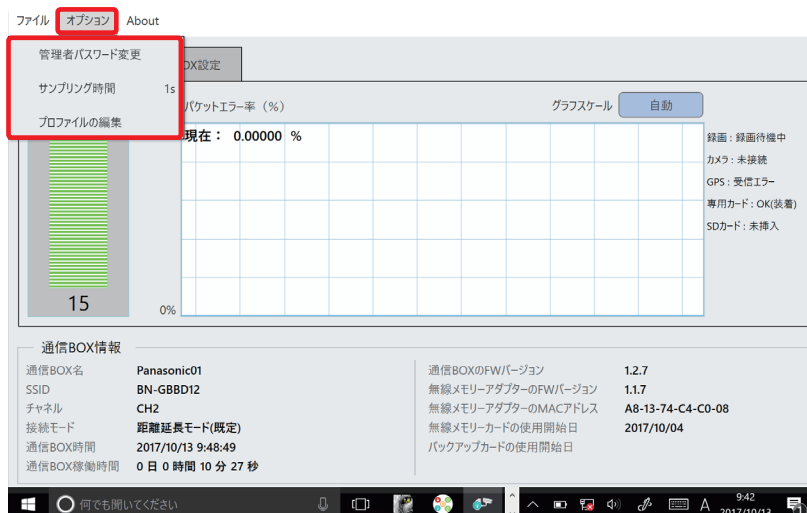 ファイル オプション About
管理者パスワード変更
サンプリング時間 1s
プロファイルの編集
OX設定
パケットエラー率（%）
グラフスケール 自動
現在： 0.00000 %
録画 : 録画待機中
カメラ : 未接続
GPS : 受信エラー
専用カード : OK(装着)
SDカード : 未挿入
15
0%
通信BOX情報
通信BOX名 Panasonic01
SSID BN-GBBD12
チャネル CH2
接続モード 距離延長モード(既定)
通信BOX時間 2017/10/13 9:48:49
通信BOX稼働時間 0 日 0 時間 10 分 27 秒
通信BOXのFWバージョン 1.2.7
無線メモリーアダプターのFWバージョン 1.1.7
無線メモリーアダプターのMACアドレス A8-13-74-C4-C0-08
無線メモリーカードの使用開始日 2017/10/04
バックアップカードの使用開始日
何でも聞いてください
A
9:42
2017/10/13